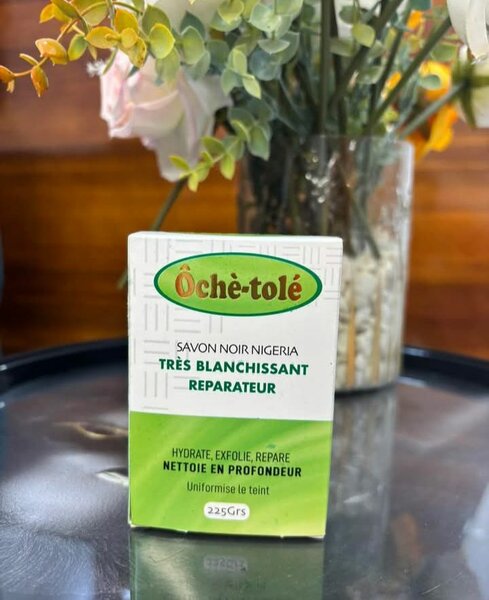 Ôchè-tolé
SAVON NOIR NIGERIA
TRÈS BLANCHISSANT
REPARATEUR
HYDRATE, EXFOLIE, REPARE
NETTOIE EN PROFONDEUR
Uniformise le teint
225Grs